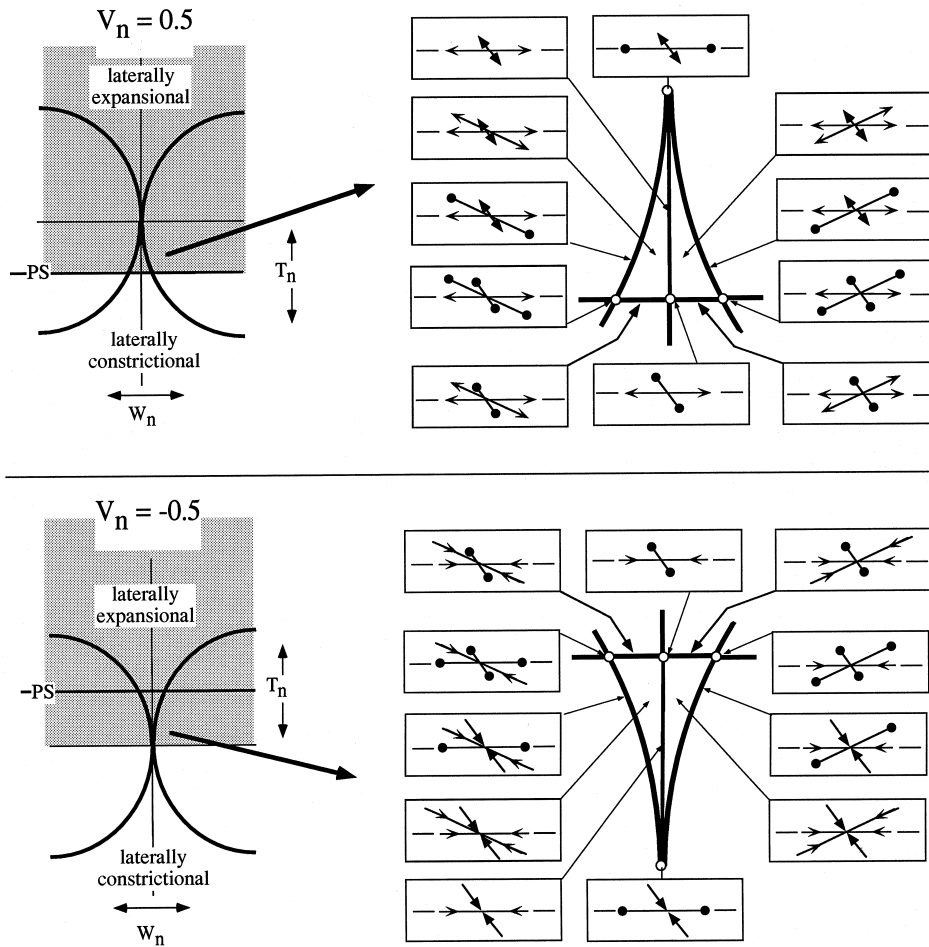 Vn = 0.5
laterally
expansional
PS
Tn
laterally
constrictional
Wn
Vn = -0.5
laterally
expansional
PS
Tn
laterally
constrictional
Wn